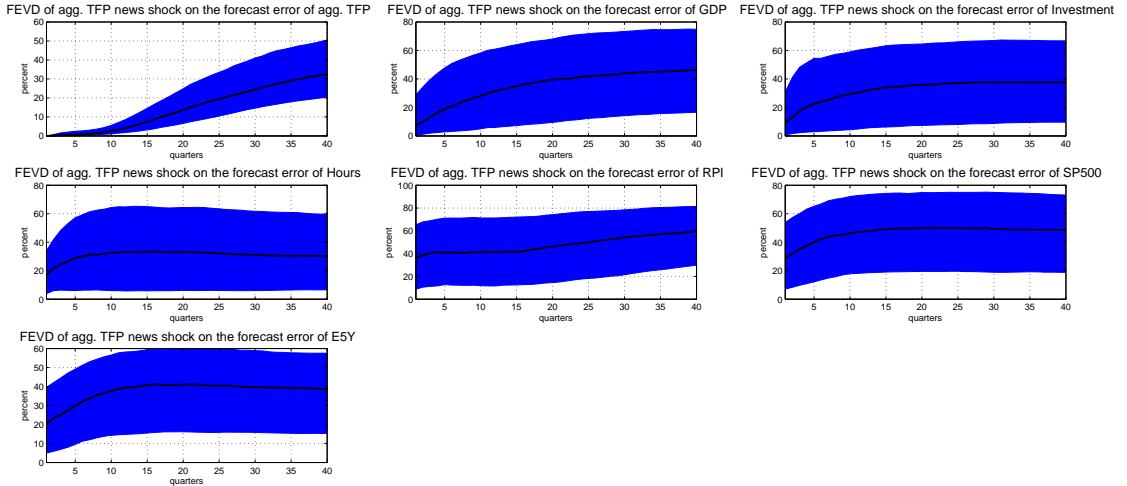 FEVD of agg. TFP news shock on the forecast error of agg. TFP
60
50
40
30
20
10
0
percent
5 10 15 20 25 30 35 40
quarters
FEVD of agg. TFP news shock on the forecast error of GDP
80
60
40
20
0
percent
5 10 15 20 25 30 35 40
quarters
FEVD of agg. TFP news shock on the forecast error of Investment
80
60
40
20
0
percent
5 10 15 20 25 30 35 40
quarters
FEVD of agg. TFP news shock on the forecast error of Hours
80
60
40
20
0
percent
5 10 15 20 25 30 35 40
quarters
FEVD of agg. TFP news shock on the forecast error of RPI
100
80
60
40
20
0
percent
5 10 15 20 25 30 35 40
quarters
FEVD of agg. TFP news shock on the forecast error of SP500
80
60
40
20
0
percent
5 10 15 20 25 30 35 40
quarters
FEVD of agg. TFP news shock on the forecast error of E5Y
60
50
40
30
20
10
0
percent
5 10 15 20 25 30 35 40
quarters